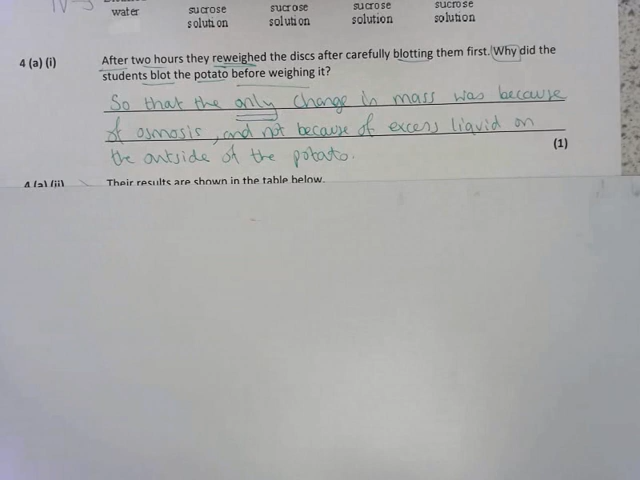 water sucrose sucrose sucrose sucrose
solution solution solution solution
4 (a) (i) After two hours they reweighed the discs after carefully blotting them first. Why did the
students blot the potato before weighing it?
So that the only change in mass was because
of osmosis, and not because of excess liquid on
the outside of the potato.
(1)
4 (a) (ii) Their results are shown in the table below.